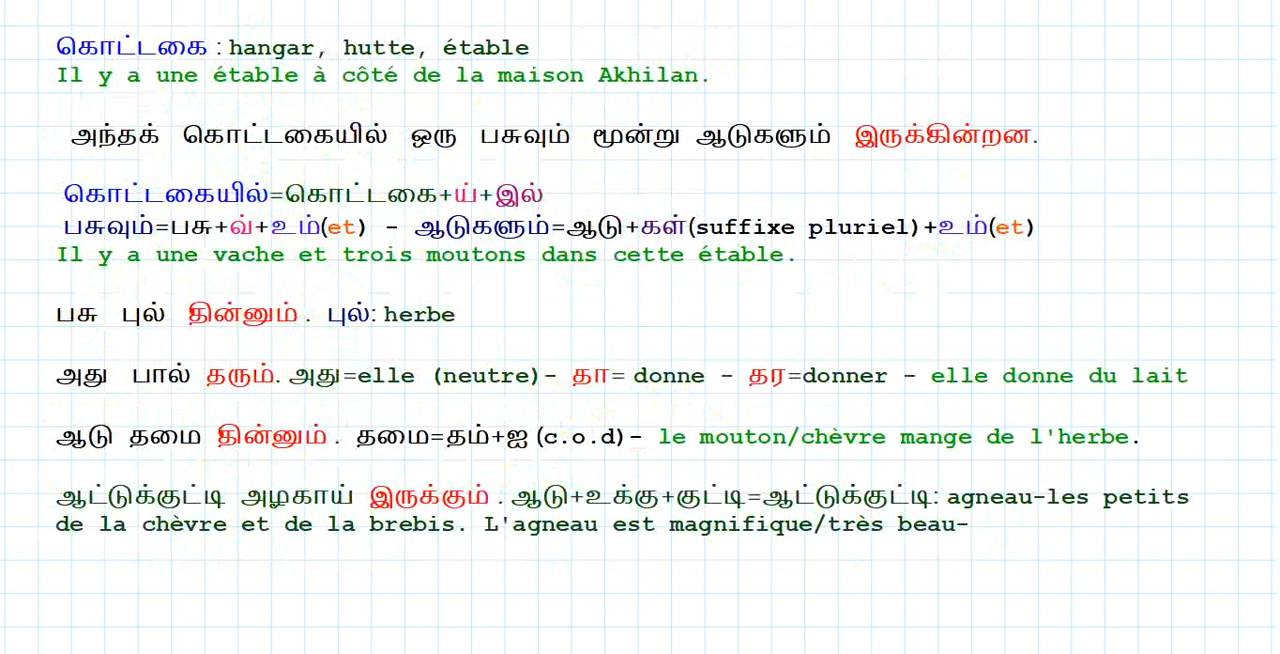 கொட்டகை : hangar, hutte, étable
Il y a une étable à côté de la maison Akhilan.
அந்தக் கொட்டகையில் ஒரு பசுவும் மூன்று ஆடுகளும் இருக்கின்றன.
கொட்டகையில்=கொட்டகை+ய்+இல்
பசுவும்=பசு+வ்+உம்(et) - ஆடுகளும்=ஆடு+கள்(suffixe pluriel)+உம்(et)
Il y a une vache et trois moutons dans cette étable.
பசு புல் தின்னும். புல்: herbe
அது பால் தரும். அது=elle (neutre)- தா= donne - தர=donner - elle donne du lait
ஆடு தமை தின்னும். தமை=தம்+ஐ (c.o.d)- le mouton/chèvre mange de l'herbe.
ஆட்டுக்குட்டி அழகாய் இருக்கும். ஆடு+உக்கு+குட்டி=ஆட்டுக்குட்டி: agneau-les petits
de la chèvre et de la brebis. L'agneau est magnifique/très beau-